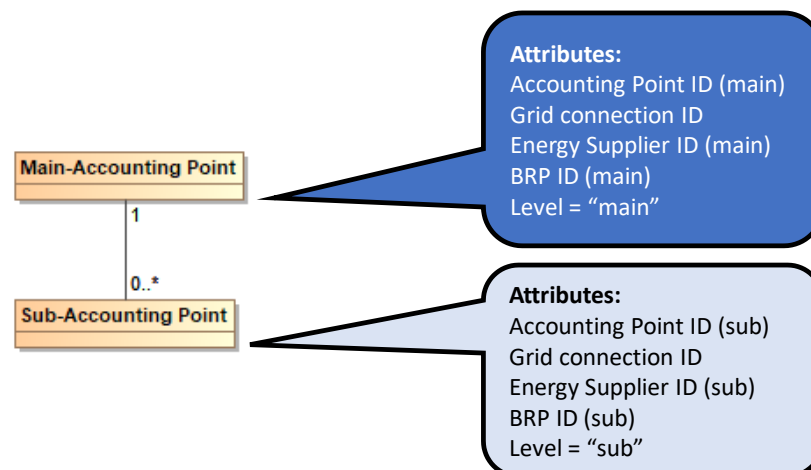 Main-Accounting Point
1
0..*
Sub-Accounting Point
Attributes:
Accounting Point ID (main)
Grid connection ID
Energy Supplier ID (main)
BRP ID (main)
Level = “main”
Attributes:
Accounting Point ID (sub)
Grid connection ID
Energy Supplier ID (sub)
BRP ID (sub)
Level = “sub”